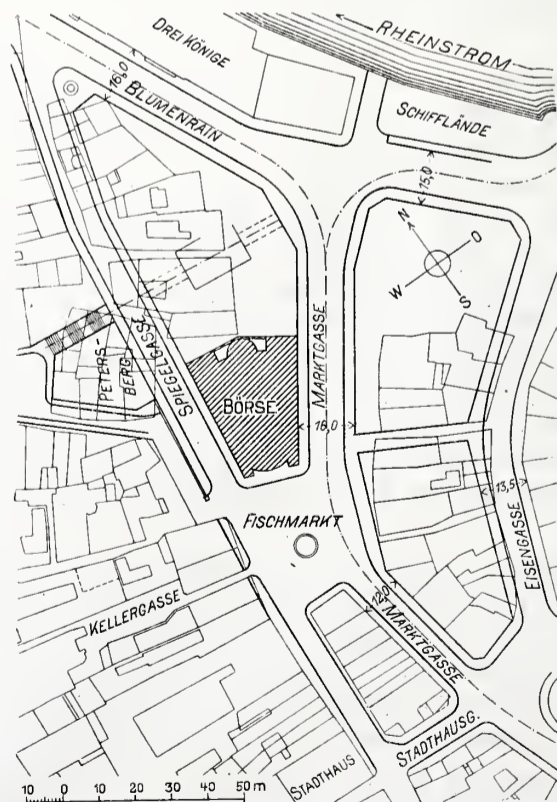 DREI KÖNIGE
RHEINSTROM
16,0
BLUMENRAIN
SCHIFFLÄNDE
15,0
N
O
W
S
SPIEGELGASSE
MARKTGASSE
PETERS-
BERG
BÖRSE
16,0
13,5
FISCHMARKT
EISENGASSE
KELLERGASSE
12,0
MARKTGASSE
STADTHAUSG.
STADTHAUS
10 0 10 20 30 40 50 m